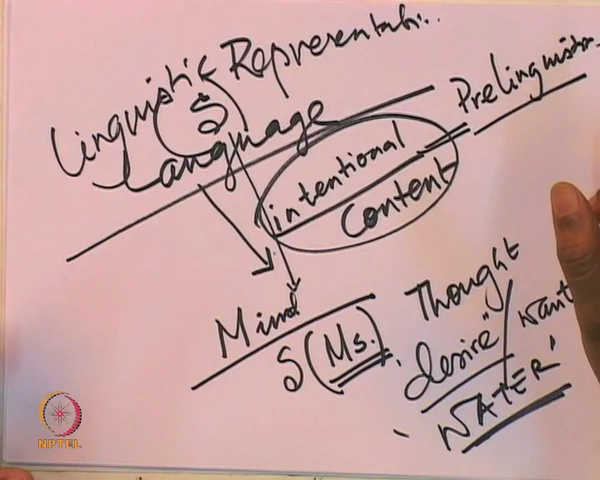 Linguistic Representati..
S
Language
intentional
Content
Prelinguistic
Mind
S (Ms.)
Thought
desire / want
'WATER'
NPTEL